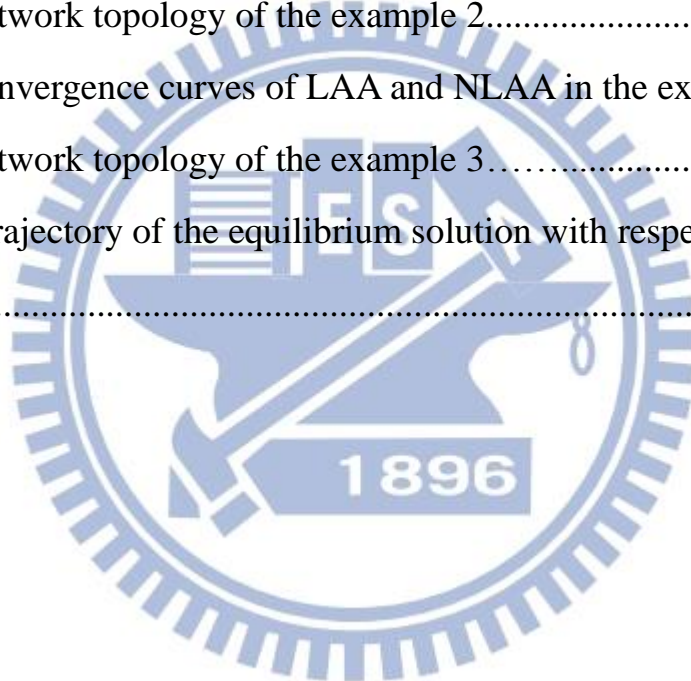 twork topology of the example 2......................
nvergence curves of LAA and NLAA in the ex
twork topology of the example 3…….............
rajectory of the equilibrium solution with respe
.......................................................................
E S A
1896